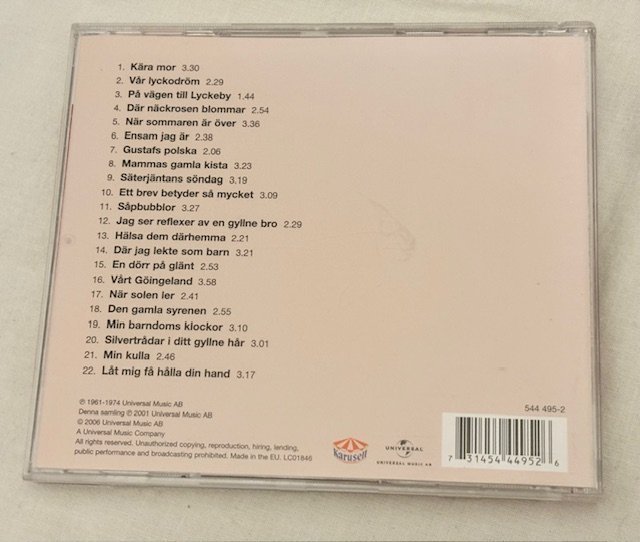 1. Kära mor 3.30
2. Vår lyckodröm 2.29
3. På vägen till Lyckeby 1.44
4. Där näckrosen blommar 2.54
5. När sommaren är över 3.36
6. Ensam jag är 2.38
7. Gustafs polska 2.06
8. Mammas gamla kista 3.23
9. Säterjäntans söndag 3.19
10. Ett brev betyder så mycket 3.09
11. Såpbubblor 3.27
12. Jag ser reflexer av en gyllne bro 2.29
13. Hälsa dem därhemma 2.21
14. Där jag lekte som barn 3.21
15. En dörr på glänt 2.53
16. Vårt Göingeland 3.58
17. När solen ler 2.41
18. Den gamla syrenen 2.55
19. Min barndoms klockor 3.10
20. Silvertrådar i ditt gyllne hår 3.01
21. Min kulla 2.46
22. Låt mig få hålla din hand 3.17
℗ 1961-1974 Universal Music AB
Denna samling ℗ 2001 Universal Music AB
© 2006 Universal Music AB
A Universal Music Company
All rights reserved. Unauthorized copying, reproduction, hiring, lending,
public performance and broadcasting prohibited. Made in the EU. LC01846
Karusell
UNIVERSAL
UNIVERSAL MUSIC AB
544 495-2
7 31454 44952 6